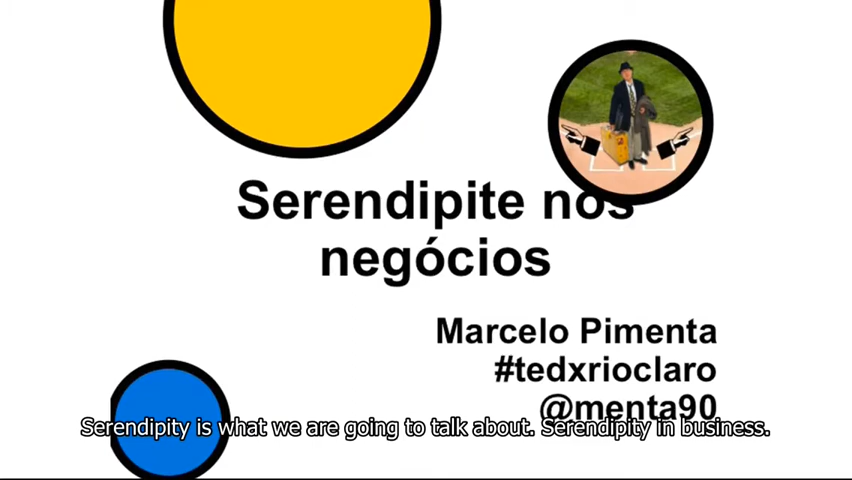 Serendipite nos
negócios
Marcelo Pimenta
#tedxrioclaro
@menta90
Serendipity is what we are going to talk about. Serendipity in business.